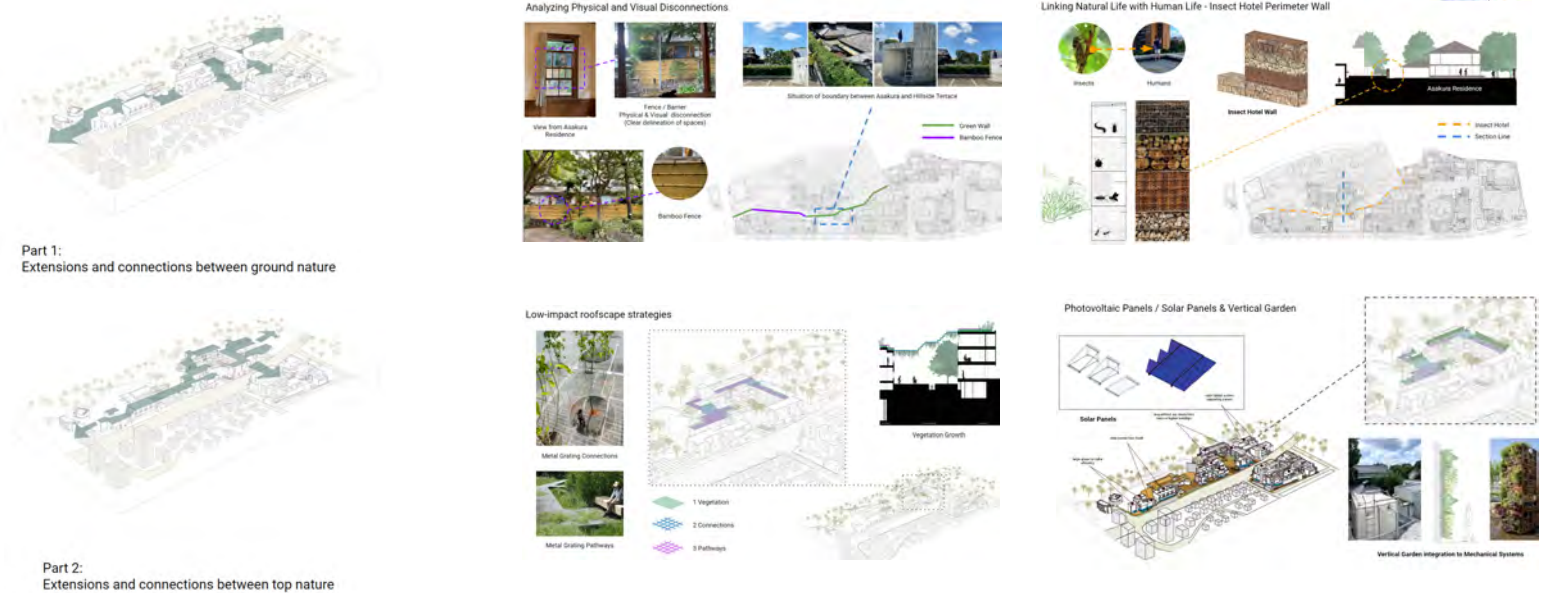 Analyzing Physical and Visual Disconnections
View from Asakura
Residence
Fence / Barrier
Physical & Visual disconnection
(Clear delineation of spaces)
Situation of boundary between Asakura and Hillside Terrace
Green Wall
Bamboo Fence
Bamboo Fence
Linking Natural Life with Human Life - Insect Hotel Perimeter Wall
Insects
Humans
Insect Hotel Wall
Asakura Residence
Insect Hotel
Section Line
Part 1:
Extensions and connections between ground nature
Low-impact roofscape strategies
Metal Grating Connections
Metal Grating Pathways
1 Vegetation
2 Connections
3 Pathways
Vegetation Growth
Photovoltaic Panels / Solar Panels & Vertical Garden
Solar Panels
Vertical Garden integration to Mechanical Systems
Part 2:
Extensions and connections between top nature